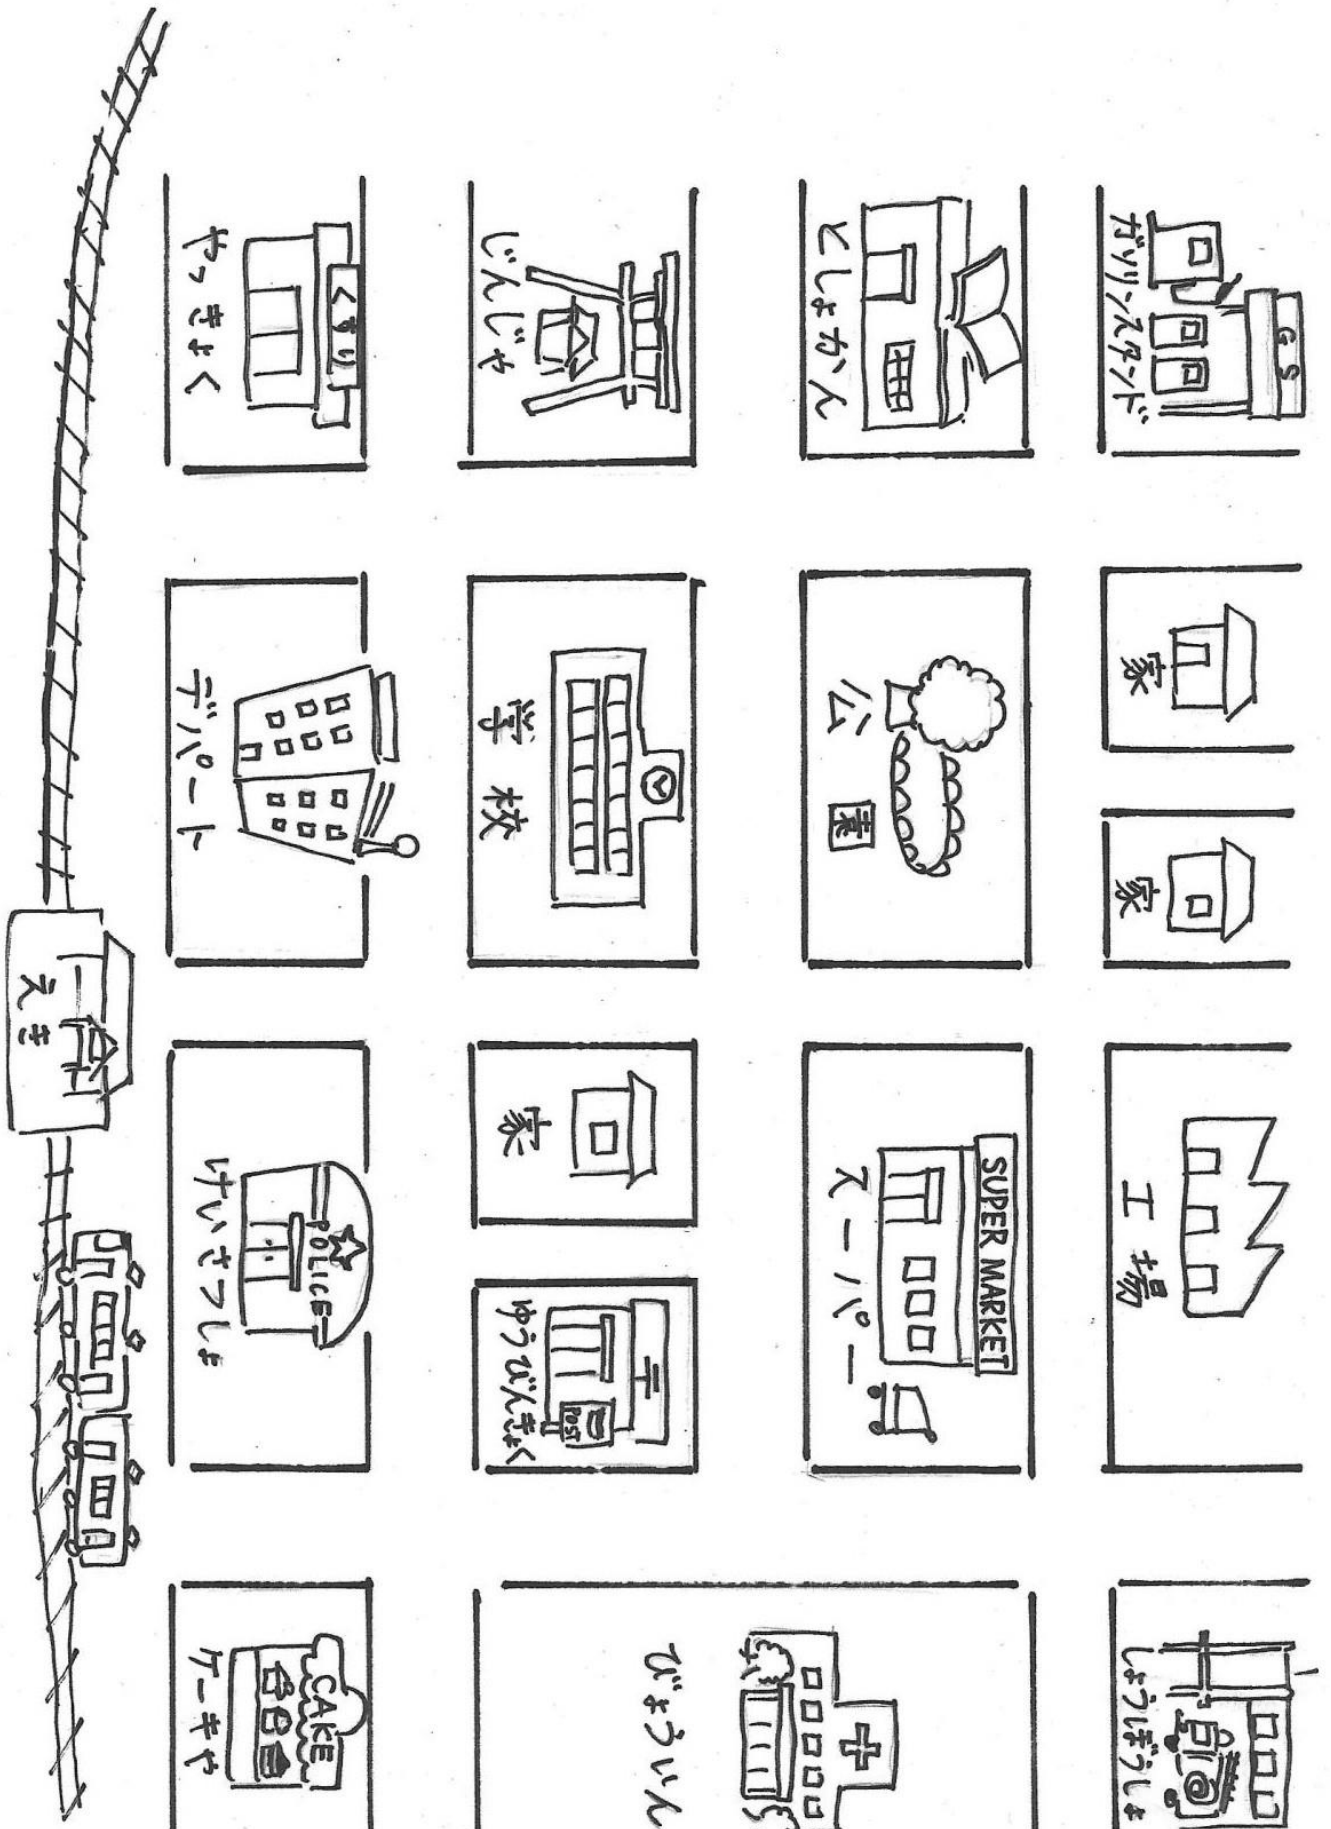 GS
ガソリンスタンド
家
家
工場
しょうぼうしょ
としょかん
公園
SUPER MARKET
スーパー
びょういん
じんじゃ
学校
家
〒
POST
ゆうびんきょく
くすり
やっきょく
デパート
POLICE
けいさつしょ
CAKE
ケーキや
えき